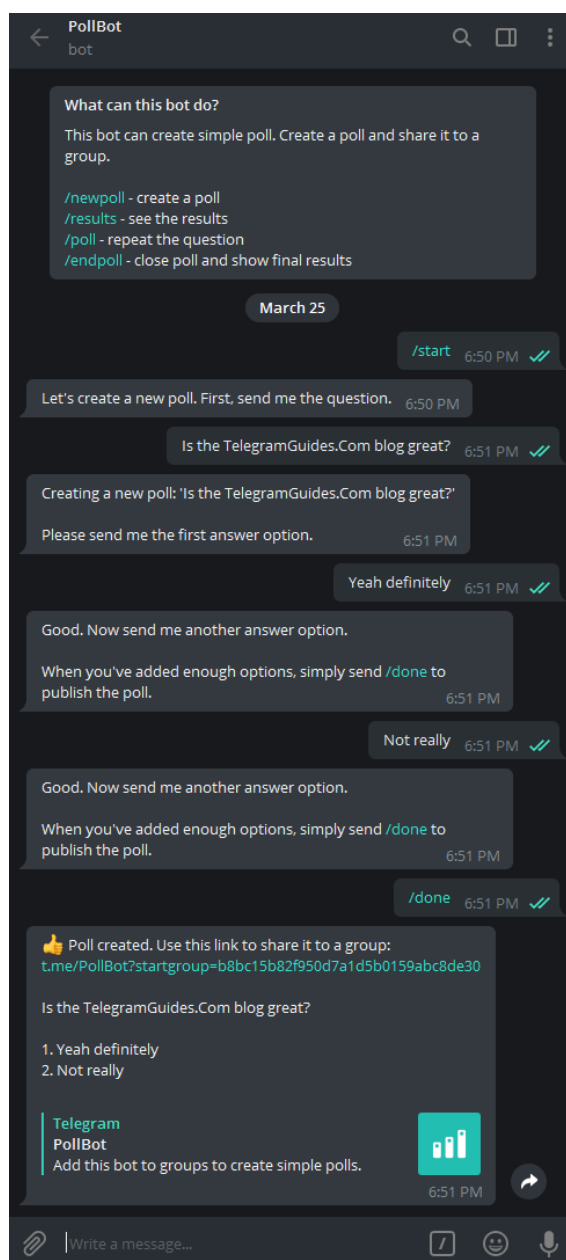 PollBot
bot
What can this bot do?
This bot can create simple poll. Create a poll and share it to a
group.
/newpoll - create a poll
/results - see the results
/poll - repeat the question
/endpoll - close poll and show final results
March 25
/start 6:50 PM
Let's create a new poll. First, send me the question. 6:50 PM
Is the TelegramGuides.Com blog great? 6:51 PM
Creating a new poll: 'Is the TelegramGuides.Com blog great?'
Please send me the first answer option. 6:51 PM
Yeah definitely 6:51 PM
Good. Now send me another answer option.
When you've added enough options, simply send /done to
publish the poll. 6:51 PM
Not really 6:51 PM
Good. Now send me another answer option.
When you've added enough options, simply send /done to
publish the poll. 6:51 PM
/done 6:51 PM
👍 Poll created. Use this link to share it to a group:
t.me/PollBot?startgroup=b8bc15b82f950d7a1d5b0159abc8de30
Is the TelegramGuides.Com blog great?
1. Yeah definitely
2. Not really
Telegram
PollBot
Add this bot to groups to create simple polls.
6:51 PM
Write a message...